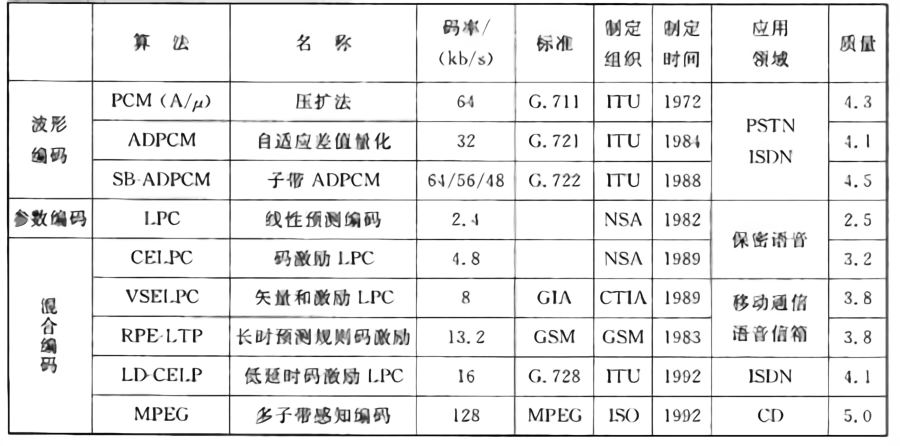 算 法 名 称 码率/ (kb/s) 标准 制定组织 制定时间 应用领域 质量
波形编码 PCM (A/μ) 压扩法 64 G.711 ITU 1972 PSTN ISDN 4.3
ADPCM 自适应差值量化 32 G.721 ITU 1984 4.1
SB-ADPCM 子带 ADPCM 64/56/48 G.722 ITU 1988 4.5
参数编码 LPC 线性预测编码 2.4 NSA 1982 保密语音 2.5
混合编码 CELPC 码激励 LPC 4.8 NSA 1989 3.2
VSELPC 矢量和激励 LPC 8 GIA CTIA 1989 移动通信 语音信箱 3.8
RPE-LTP 长时预测规则码激励 13.2 GSM GSM 1983 3.8
LD-CELP 低延时码激励 LPC 16 G.728 ITU 1992 ISDN 4.1
MPEG 多子带感知编码 128 MPEG ISO 1992 CD 5.0